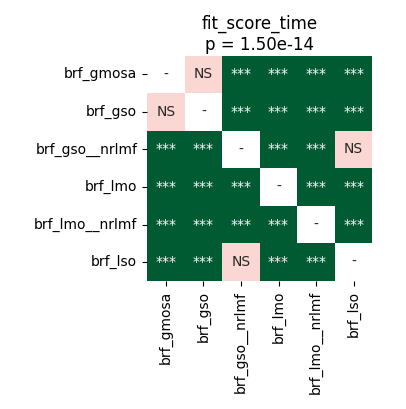 fit_score_time
p = 1.50e-14
brf_gmosa - NS *** *** *** ***
brf_gso NS - *** *** *** ***
brf_gso__nrlmf *** *** - *** *** NS
brf_lmo *** *** *** - *** ***
brf_lmo__nrlmf *** *** *** *** - ***
brf_lso *** *** NS *** *** -
brf_gmosa
brf_gso
brf_gso__nrlmf
brf_lmo
brf_lmo__nrlmf
brf_lso